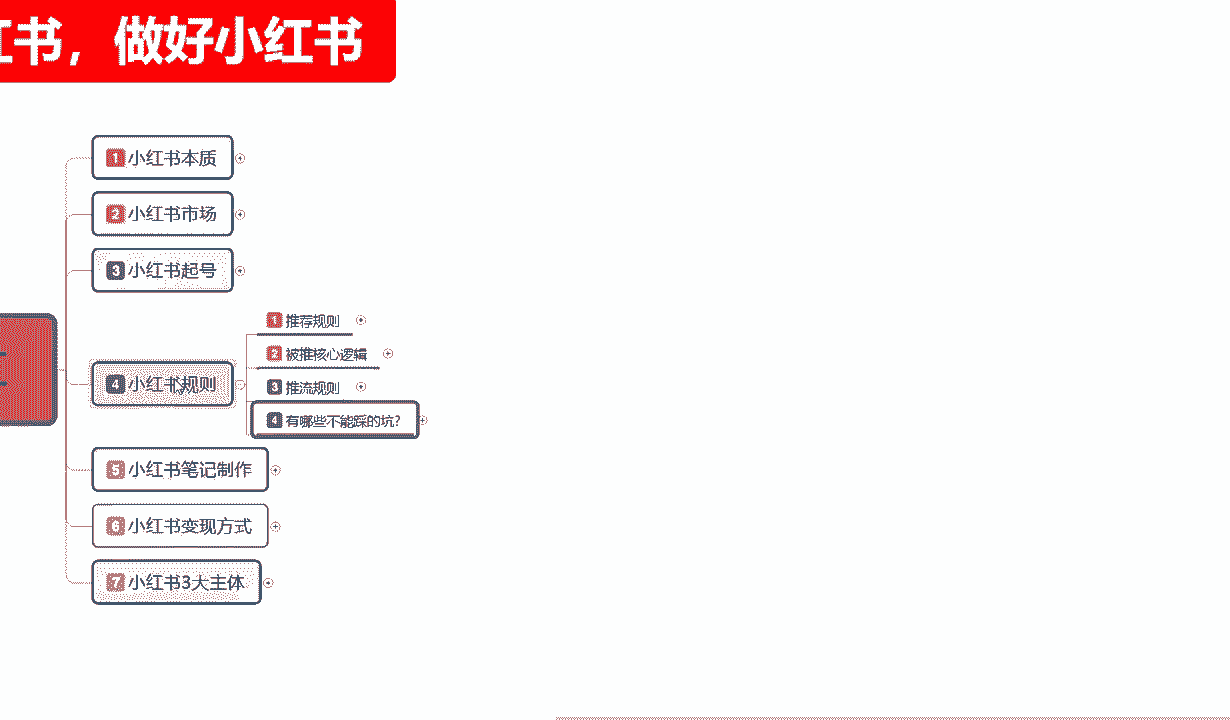 书，做好小红书
1 小红书本质
2 小红书市场
3 小红书起号
4 小红书规则
1 推荐规则
2 被推核心逻辑
3 推流规则
4 有哪些不能踩的坑？
5 小红书笔记制作
6 小红书变现方式
7 小红书3大主体